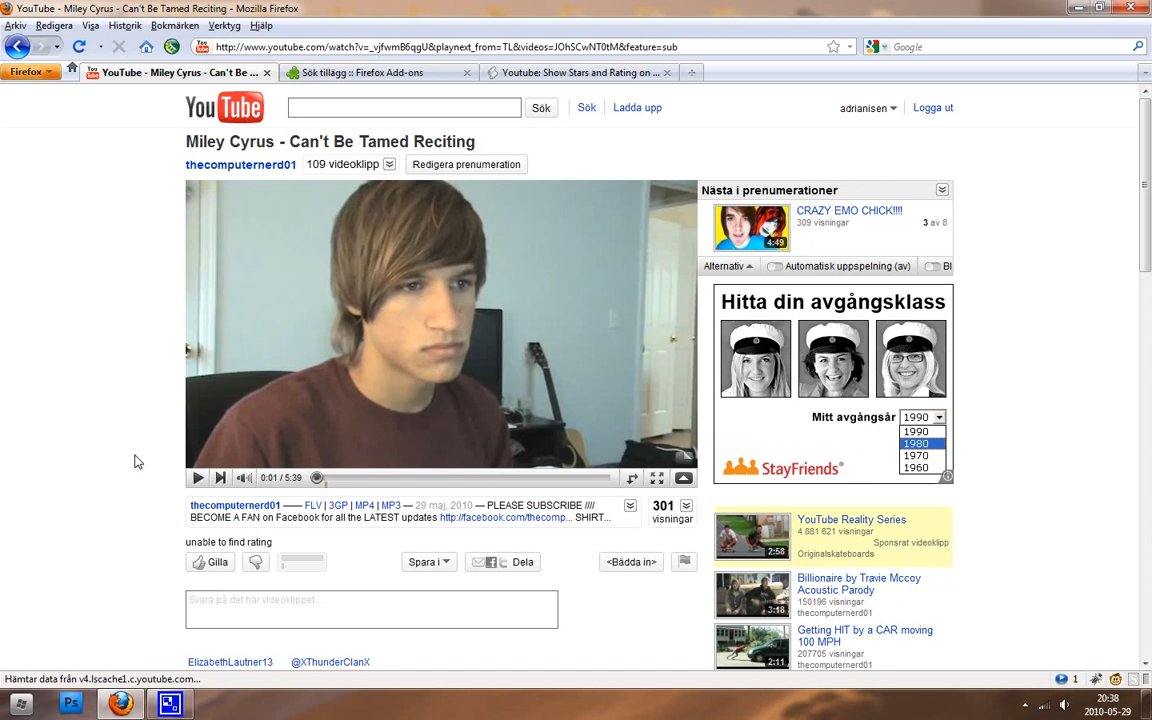 YouTube - Miley Cyrus - Can't Be Tamed Reciting - Mozilla Firefox
Arkiv Redigera Visa Historik Bokmärken Verktyg Hjälp
http://www.youtube.com/watch?v=_vjfwmB6qgU&playnext_from=TL&videos=JOhSCwNT0tM&feature=sub
Google
Firefox
YouTube - Miley Cyrus - Can't Be ...
Sök tillägg :: Firefox Add-ons
Youtube: Show Stars and Rating on ...
YouTube
Sök
Sök
Ladda upp
adrianisen
Logga ut
Miley Cyrus - Can't Be Tamed Reciting
thecomputernerd01 109 videoklipp Redigera prenumeration
Nästa i prenumerationer
CRAZY EMO CHICK!!!!
309 visningar
3 av 8
4:49
Alternativ Automatisk uppspelning (av) Bl
Hitta din avgångsklass
Mitt avgångsår 1990
1990
1980
1970
1960
StayFriends®
0:01 / 5:39
thecomputernerd01 —— FLV | 3GP | MP4 | MP3 — 29 maj, 2010 — PLEASE SUBSCRIBE ////
BECOME A FAN on Facebook for all the LATEST updates http://facebook.com/thecomp... SHIRT...
301
visningar
unable to find rating
Gilla
Spara i
Dela
<Bädda in>
Svara på det här videoklippet...
ElizabethLautner13 @XThunderClanX
YouTube Reality Series
4 881 621 visningar
Sponsrat videoklipp
Originalskateboards
2:58
Billionaire by Travie Mccoy
Acoustic Parody
150196 visningar
thecomputernerd01
3:18
Getting HIT by a CAR moving
100 MPH
207705 visningar
thecomputernerd01
2:11
Hämtar data från v4.lscache1.c.youtube.com...
1
Ps
20:38
2010-05-29